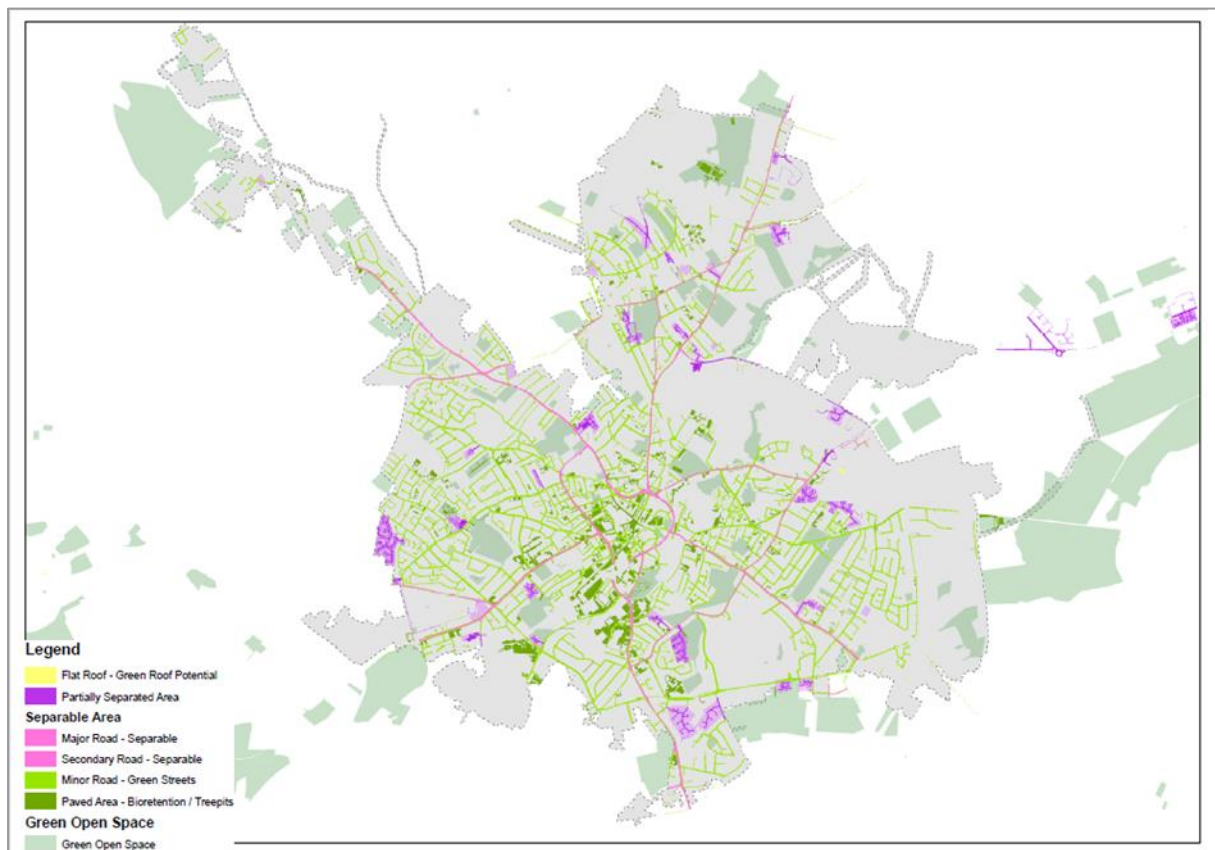 Legend
Flat Roof - Green Roof Potential
Partially Separated Area
Separable Area
Major Road - Separable
Secondary Road - Separable
Minor Road - Green Streets
Paved Area - Bioretention / Treepits
Green Open Space
Green Open Space